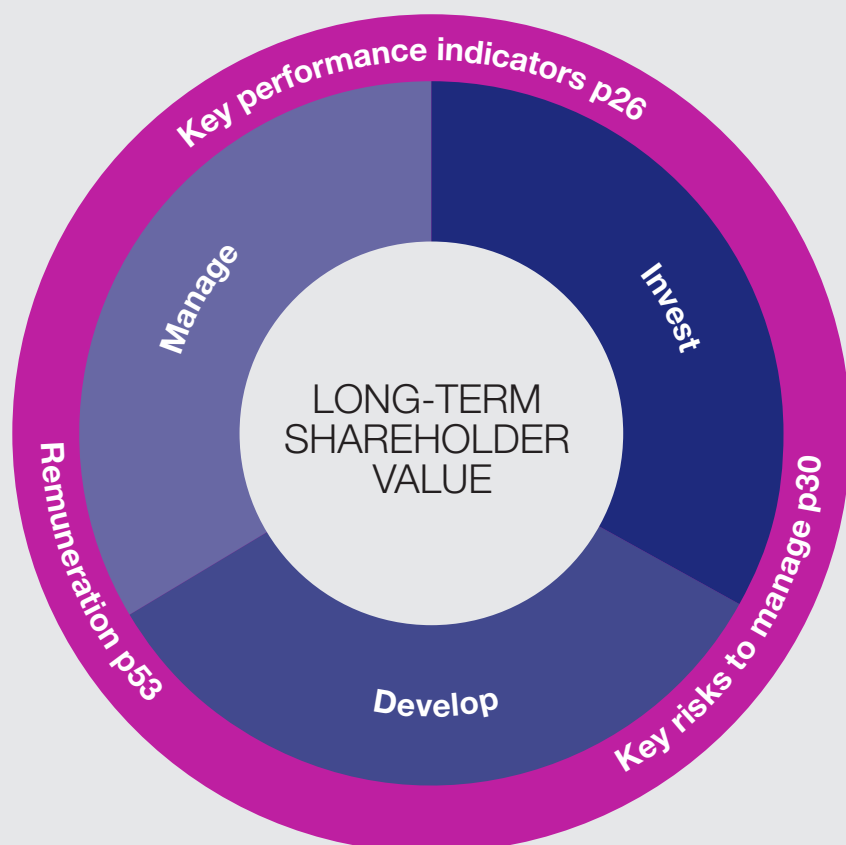 Key performance indicators p26
Manage
Invest
LONG-TERM
SHAREHOLDER
VALUE
Remuneration p53
Key risks to manage p30
Develop